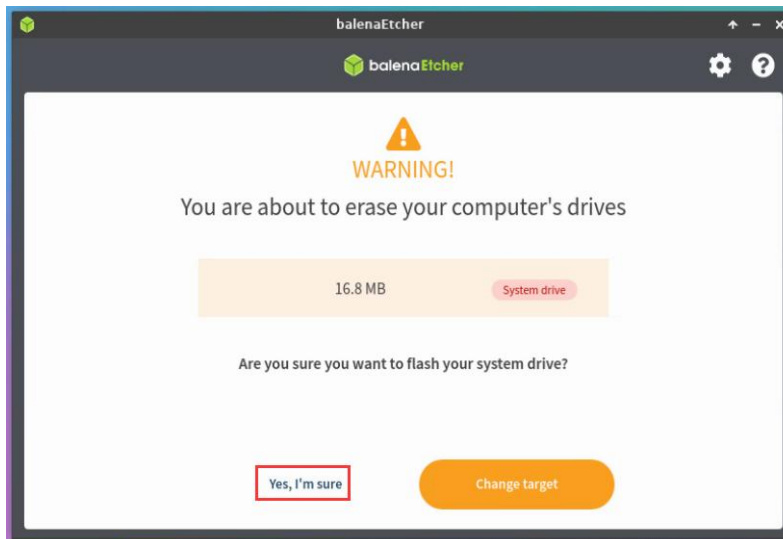 balenaEtcher
balenaEtcher
WARNING!
You are about to erase your computer's drives
16.8 MB System drive
Are you sure you want to flash your system drive?
Yes, I'm sure Change target